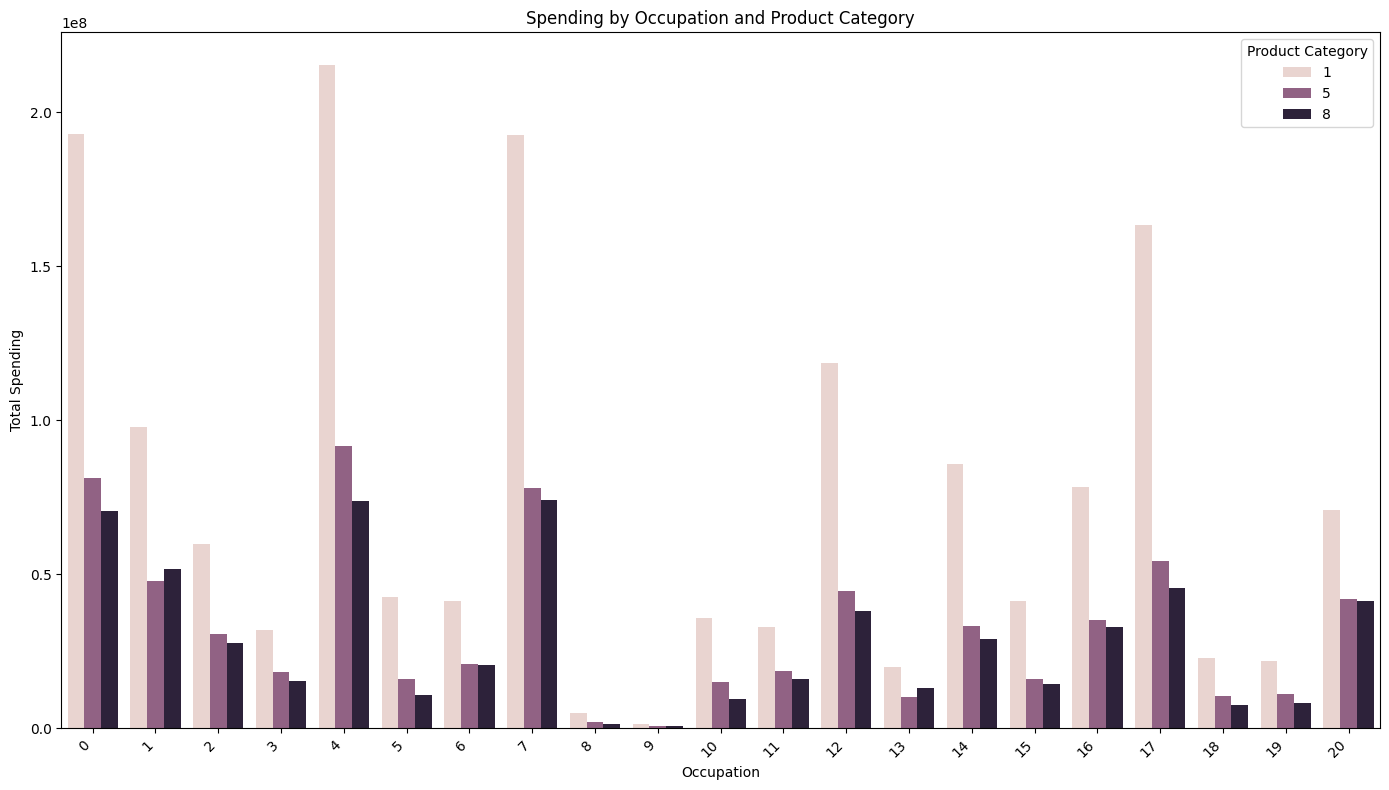 Spending by Occupation and Product Category
1e8
Product Category
1
5
8
2.0
1.5
1.0
0.5
0.0
Total Spending
0 1 2 3 4 5 6 7 8 9 10 11 12 13 14 15 16 17 18 19 20
Occupation